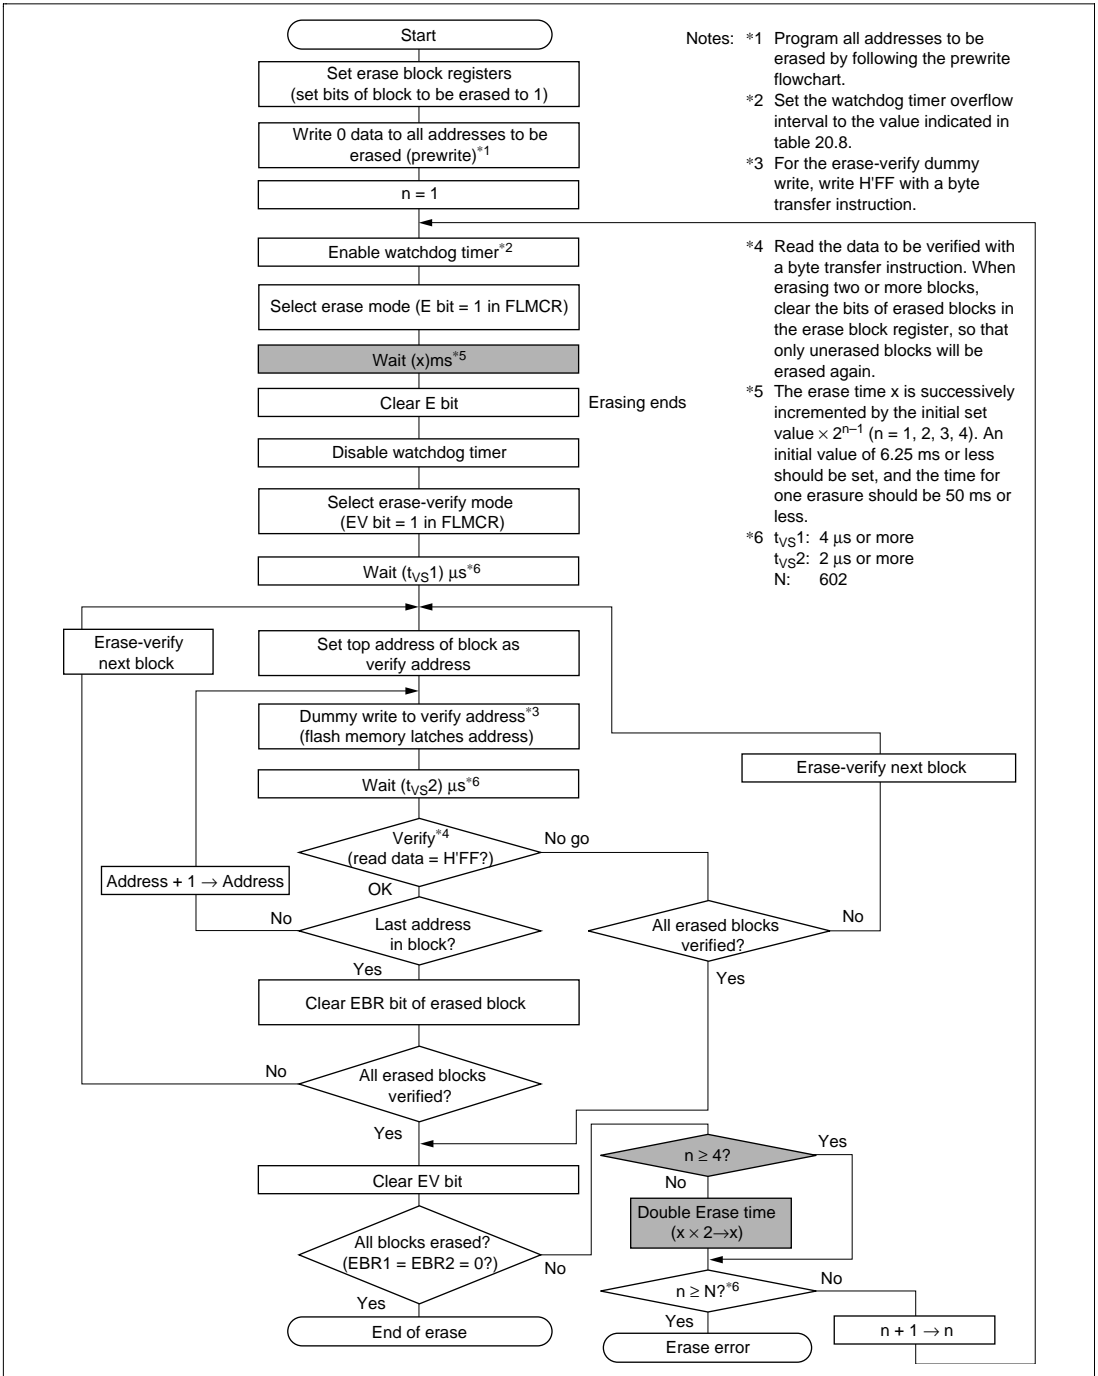 Start
Set erase block registers
(set bits of block to be erased to 1)
Write 0 data to all addresses to be
erased (prewrite)*1
n = 1
Enable watchdog timer*2
Select erase mode (E bit = 1 in FLMCR)
Wait (x)ms*5
Clear E bit
Erasing ends
Disable watchdog timer
Select erase-verify mode
(EV bit = 1 in FLMCR)
Wait (tVS1) μs*6
Erase-verify
next block
Set top address of block as
verify address
Dummy write to verify address*3
(flash memory latches address)
Wait (tVS2) μs*6
Erase-verify next block
Verify*4
(read data = H'FF?)
No go
OK
Address + 1 → Address
No
Last address
in block?
Yes
All erased blocks
verified?
No
Yes
Clear EBR bit of erased block
No
All erased blocks
verified?
Yes
Clear EV bit
All blocks erased?
(EBR1 = EBR2 = 0?)
No
Yes
End of erase
n ≥ 4?
Yes
No
Double Erase time
(x × 2→x)
n ≥ N?*6
No
Yes
n + 1 → n
Erase error
Notes: *1 Program all addresses to be
erased by following the prewrite
flowchart.
*2 Set the watchdog timer overflow
interval to the value indicated in
table 20.8.
*3 For the erase-verify dummy
write, write H'FF with a byte
transfer instruction.
*4 Read the data to be verified with
a byte transfer instruction. When
erasing two or more blocks,
clear the bits of erased blocks in
the erase block register, so that
only unerased blocks will be
erased again.
*5 The erase time x is successively
incremented by the initial set
value × 2n–1 (n = 1, 2, 3, 4). An
initial value of 6.25 ms or less
should be set, and the time for
one erasure should be 50 ms or
less.
*6 tVS1: 4 μs or more
tVS2: 2 μs or more
N: 602